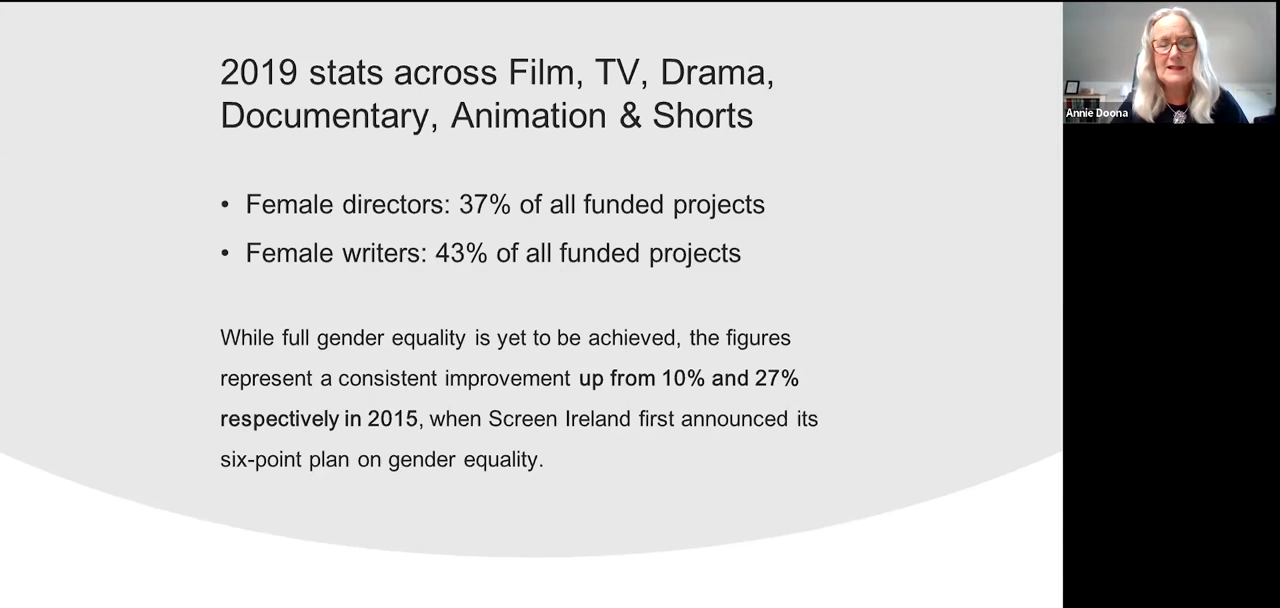 2019 stats across Film, TV, Drama,
Documentary, Animation & Shorts
• Female directors: 37% of all funded projects
• Female writers: 43% of all funded projects
While full gender equality is yet to be achieved, the figures
represent a consistent improvement up from 10% and 27%
respectively in 2015, when Screen Ireland first announced its
six-point plan on gender equality.
Annie Doona